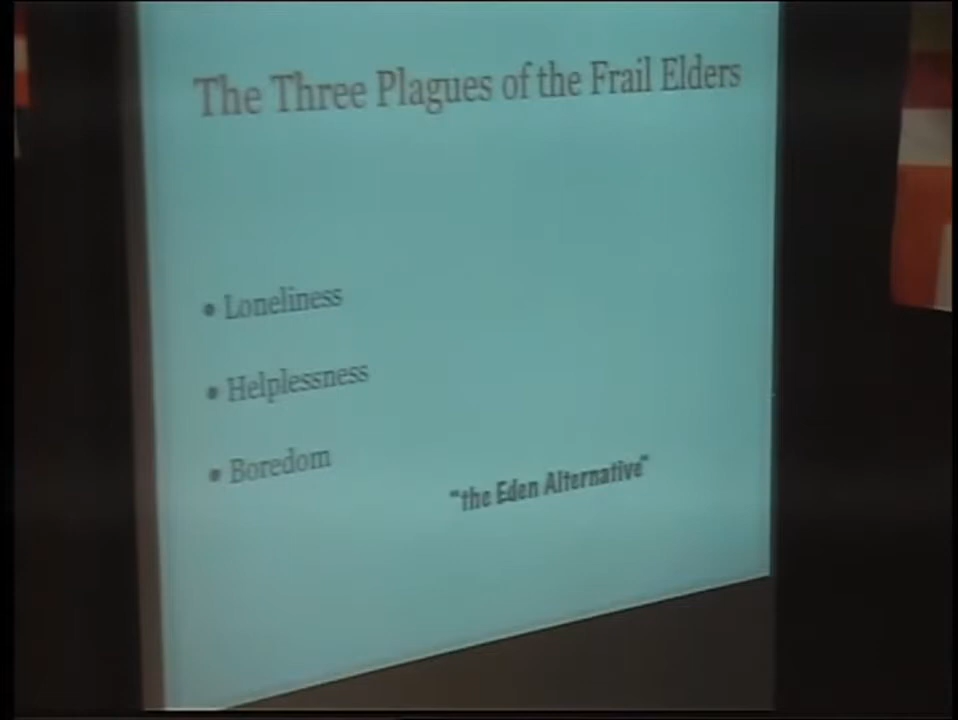 The Three Plagues of the Frail Elders
• Loneliness
• Helplessness
• Boredom
"the Eden Alternative"